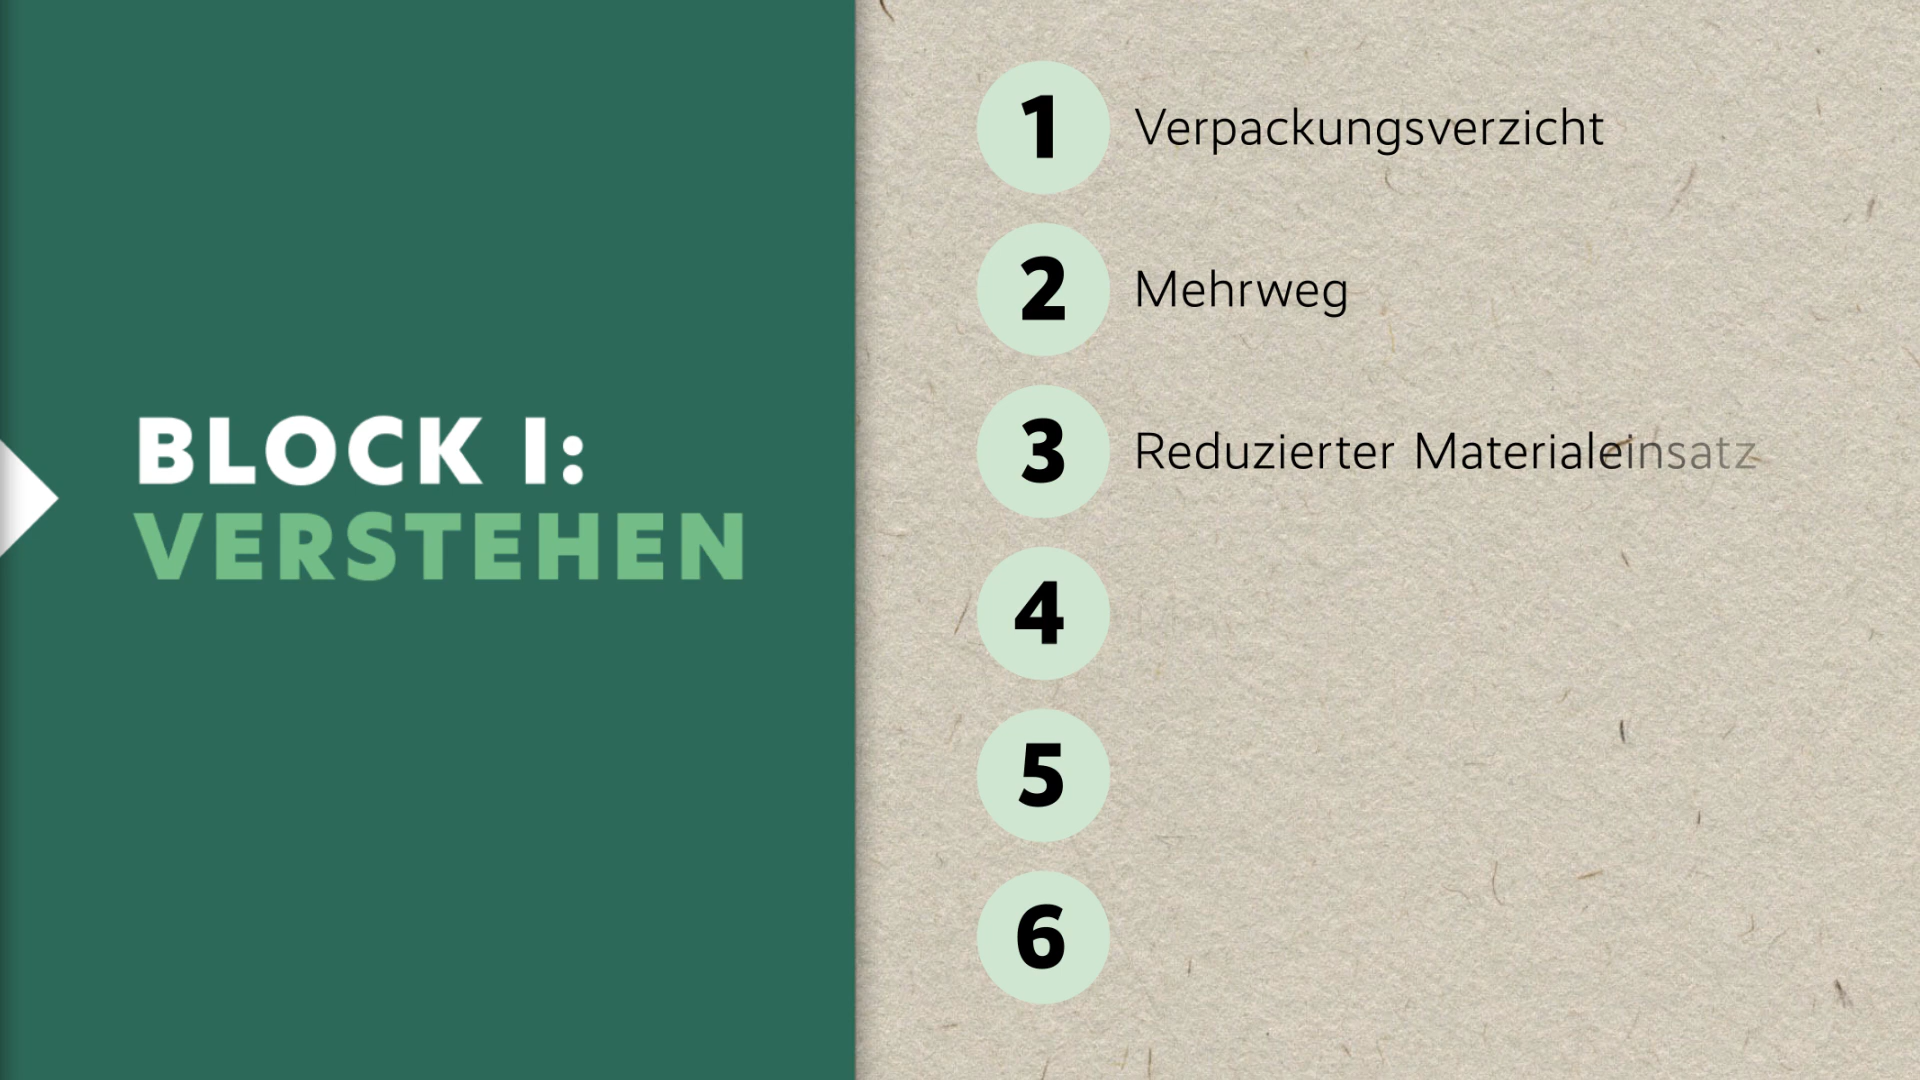 BLOCK I:
VERSTEHEN
1 Verpackungsverzicht
2 Mehrweg
3 Reduzierter Materialeinsatz
4
5
6